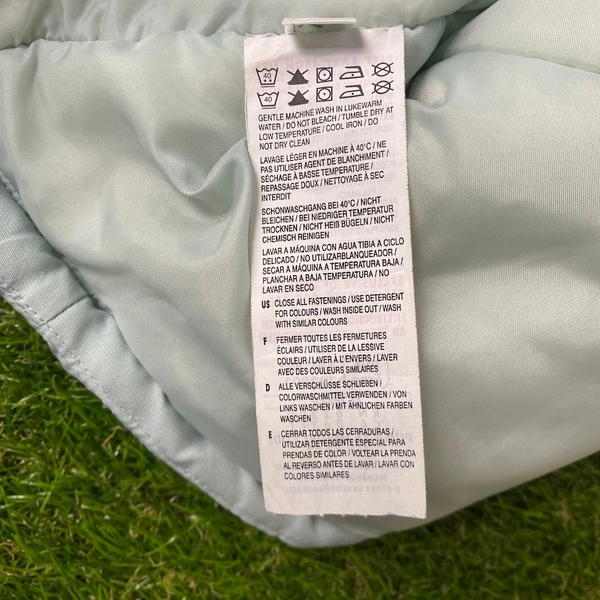 40
40
GENTLE MACHINE WASH IN LUKEWARM
WATER / DO NOT BLEACH / TUMBLE DRY AT
LOW TEMPERATURE / COOL IRON / DO
NOT DRY CLEAN
LAVAGE LÉGER EN MACHINE À 40°C / NE
PAS UTILISER AGENT DE BLANCHIMENT /
SÉCHAGE À BASSE TEMPERATURE /
REPASSAGE DOUX / NETTOYAGE À SEC
INTERDIT
SCHONWASCHGANG BEI 40°C / NICHT
BLEICHEN / BEI NIEDRIGER TEMPERATUR
TROCKNEN / NICHT HEIß BÜGELN / NICHT
CHEMISCH REINIGEN
LAVAR A MÁQUINA CON AGUA TIBIA A CICLO
DELICADO / NO UTILIZARBLANQUEADOR /
SECAR A MÁQUINA A TEMPERATURA BAJA /
PLANCHAR A BAJA TEMPERATURA / NO
LAVAR EN SECO
US CLOSE ALL FASTENINGS / USE DETERGENT
FOR COLOURS / WASH INSIDE OUT / WASH
WITH SIMILAR COLOURS
F FERMER TOUTES LES FERMETURES
ÉCLAIRS / UTILISER DE LA LESSIVE
COULEUR / LAVER À L'ENVERS / LAVER
AVEC DES COULEURS SIMILAIRES
D ALLE VERSCHLÜSSE SCHLIEßEN /
COLORWASCHMITTEL VERWENDEN / VON
LINKS WASCHEN / MIT ÄHNLICHEN FARBEN
WASCHEN
E CERRAR TODOS LAS CERRADURAS /
UTILIZAR DETERGENTE ESPECIAL PARA
PRENDAS DE COLOR / VOLTEAR LA PRENDA
AL REVERSO ANTES DE LAVAR / LAVAR CON
COLORES SIMILARES